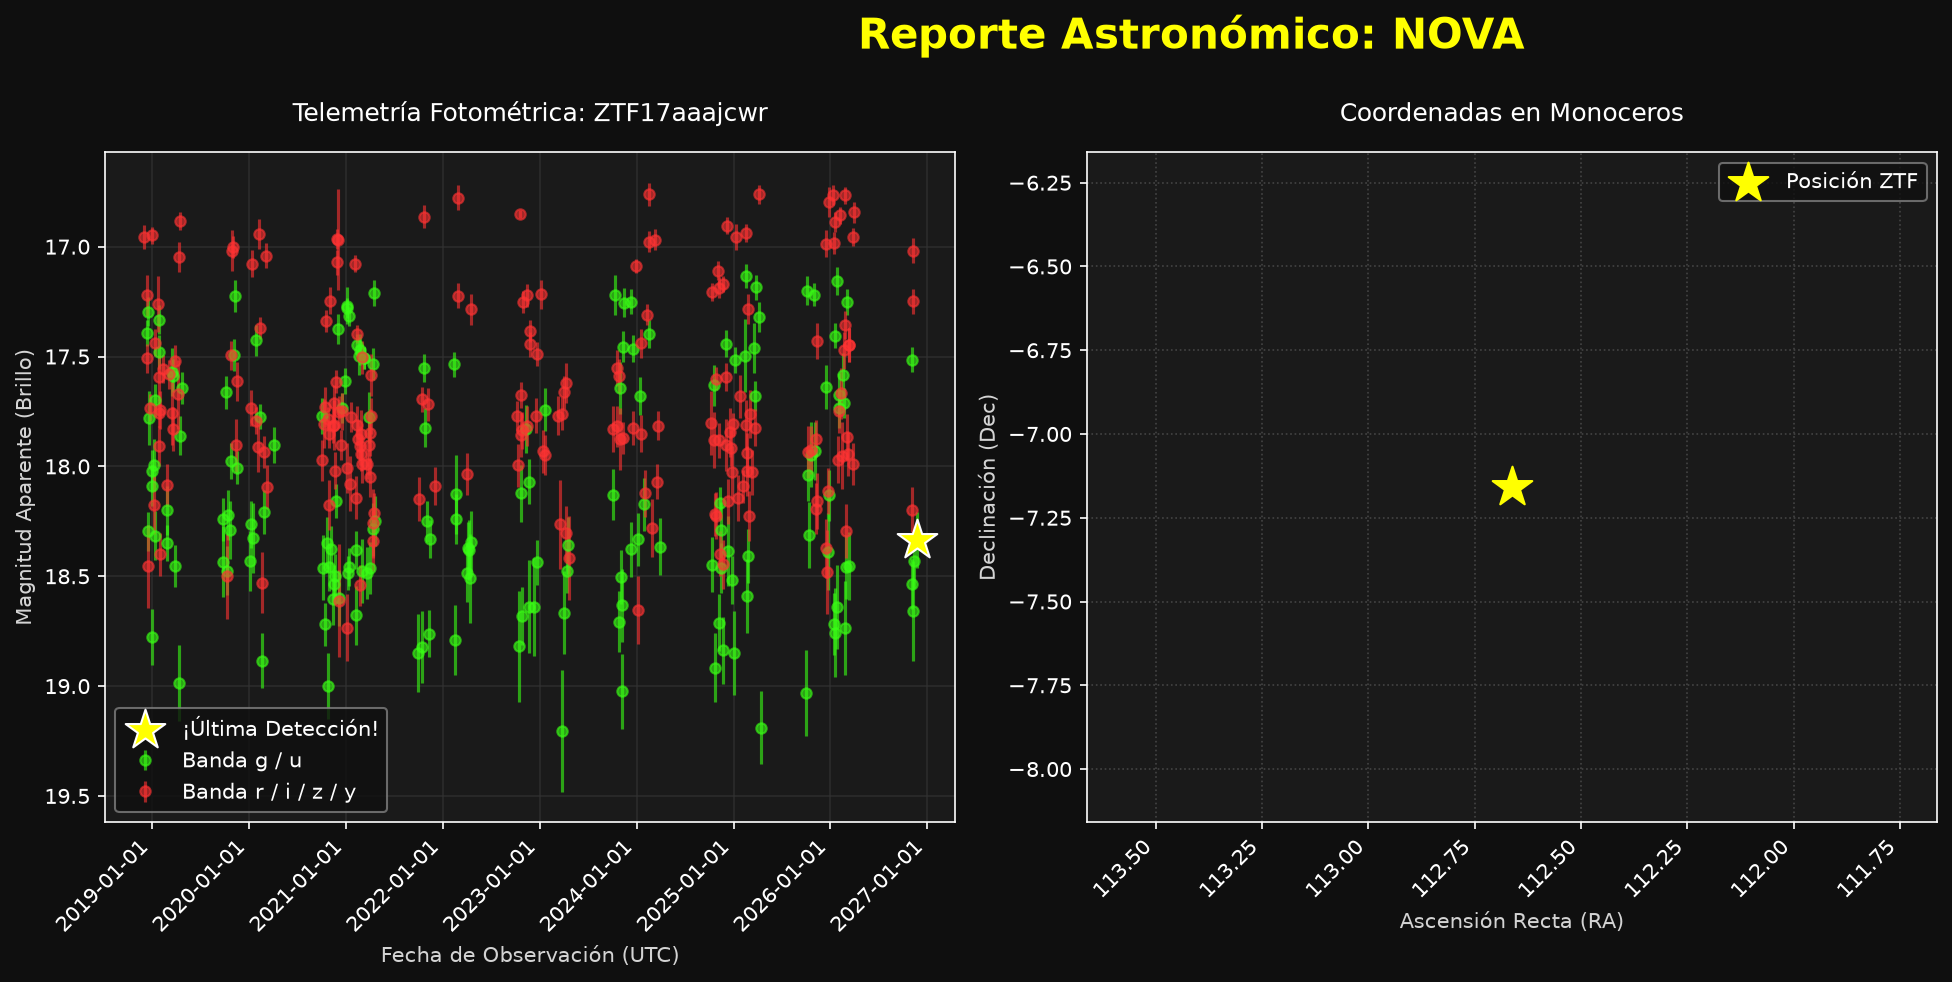 Reporte Astronómico: NOVA
Telemetría Fotométrica: ZTF17aaajcwr
Magnitud Aparente (Brillo)
17.0
17.5
18.0
18.5
19.0
19.5
¡Última Detección!
Banda g / u
Banda r / i / z / y
2019-01-01
2020-01-01
2021-01-01
2022-01-01
2023-01-01
2024-01-01
2025-01-01
2026-01-01
2027-01-01
Fecha de Observación (UTC)
Coordenadas en Monoceros
Declinación (Dec)
−6.25
−6.50
−6.75
−7.00
−7.25
−7.50
−7.75
−8.00
Posición ZTF
113.50
113.25
113.00
112.75
112.50
112.25
112.00
111.75
Ascensión Recta (RA)